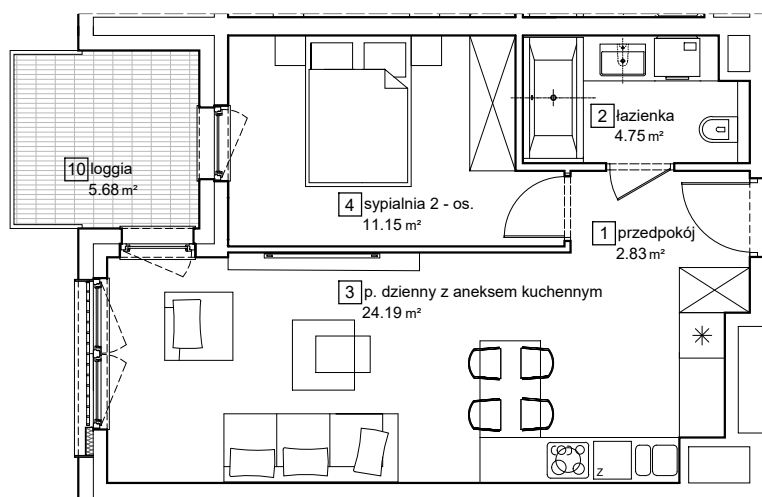 2 łazienka
4.75 m²
10 loggia
5.68 m²
4 sypialnia 2 - os.
11.15 m²
1 przedpokój
2.83 m²
3 p. dzienny z aneksem kuchennym
24.19 m²
z